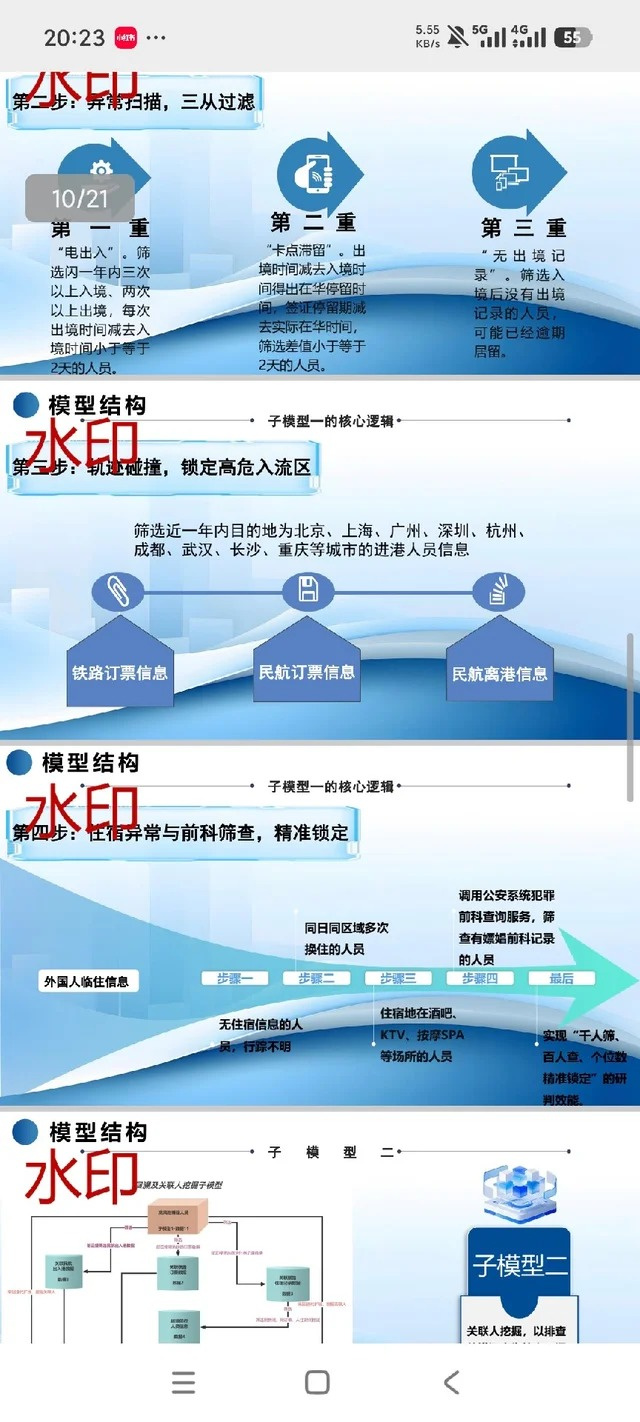 20:23
小红书
5.55
KB/s
5G
4G
55
水印
第二步：异常扫描，三从过滤
10/21
第一重
第二重
第三重
“电出入”。筛
选闪一年内三次
以上入境、两次
以上出境，每次
出境时间减去入
境时间小于等于
2天的人员。
“卡点滞留”。出
境时间减去入境时
间得出在华停留时
间，签证停留期减
去实际在华时间，
筛选差值小于等于
2天的人员。
“无出境记
录”。筛选入
境后没有出境
记录的人员，
可能已经逾期
居留。
模型结构
子模型一的核心逻辑
水印
第三步：轨迹碰撞，锁定高危入流区
筛选近一年内目的地为北京、上海、广州、深圳、杭州、
成都、武汉、长沙、重庆等城市的进港人员信息
铁路订票信息
民航订票信息
民航离港信息
模型结构
子模型一的核心逻辑
水印
第四步：住宿异常与前科筛查，精准锁定
调用公安系统犯罪
前科查询服务，筛
查有嫖娼前科记录
的人员
同日同区域多次
换住的人员
外国人临住信息
步骤一
步骤二
步骤三
步骤四
最后
无住宿信息的人
员，行踪不明
住宿地在酒吧、
KTV、按摩SPA
等场所的人员
实现“千人筛、
百人查、个位数
精准锁定”的研
判效能。
模型结构
子模型二
水印
及关联人挖掘子模型
子模型二
关联人挖掘，以排查